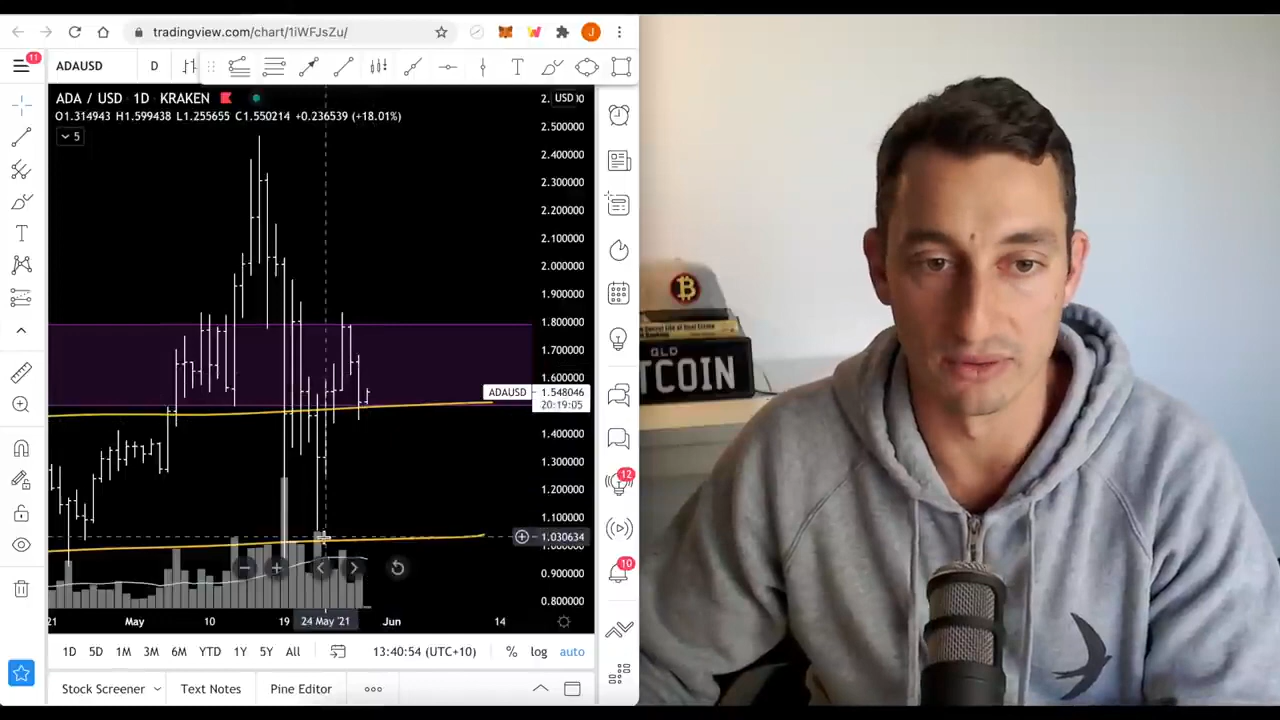 tradingview.com/chart/1iWFJsZu/
J
11
ADAUSD
D
ADA / USD 1D KRAKEN
USD
O1.314943 H1.599438 L1.255655 C1.550214 +0.236539 (+18.01%)
5
2.500000
2.400000
2.300000
2.200000
2.100000
2.000000
1.900000
1.800000
1.700000
1.600000
ADAUSD
1.548046
20:19:05
1.400000
1.300000
1.200000
1.100000
1.030634
0.900000
0.800000
21
May
10
19
24 May '21
Jun
14
12
10
1D
5D
1M
3M
6M
YTD
1Y
5Y
All
13:40:54 (UTC+10)
%
log
auto
Stock Screener
Text Notes
Pine Editor
B
QLD
TCOIN